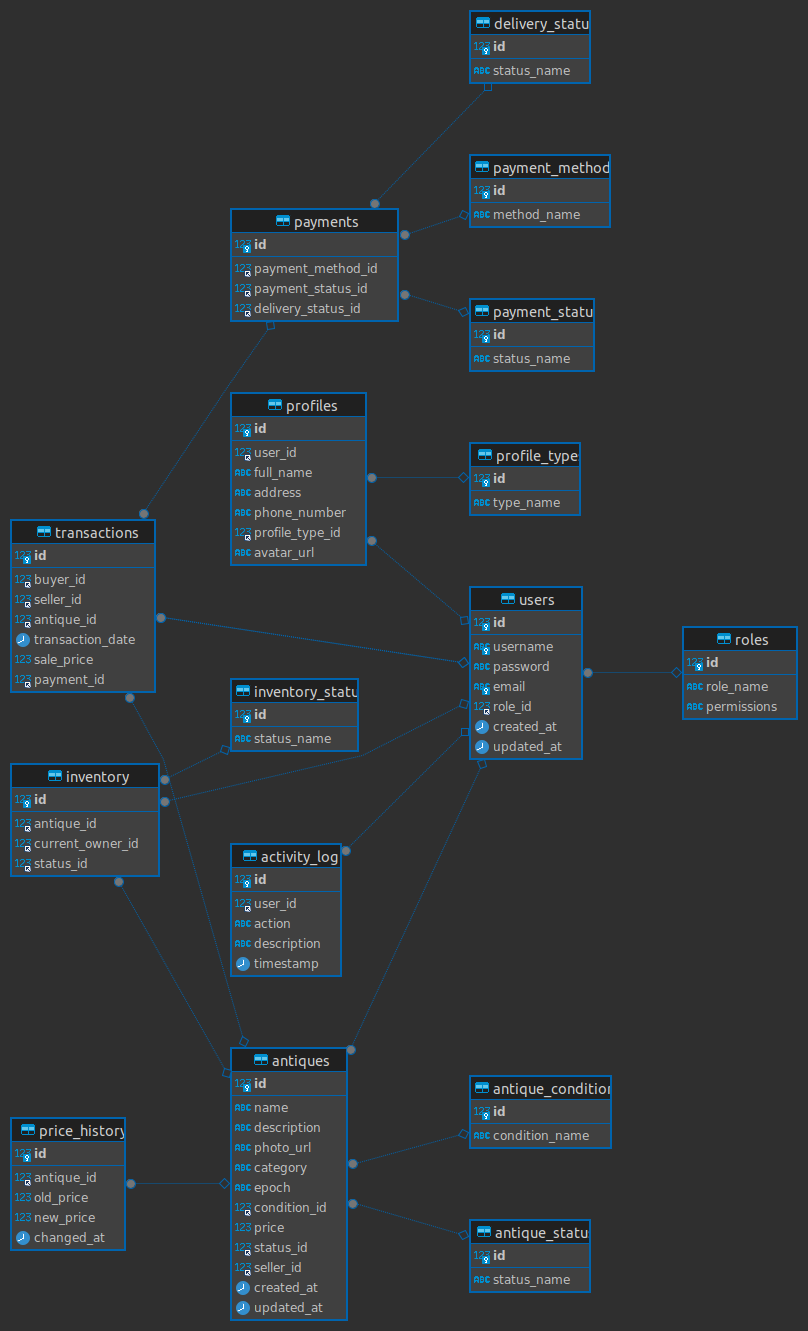 delivery_statu
id
status_name
payment_method
id
method_name
payments
id
payment_method_id
payment_status_id
delivery_status_id
payment_statu
id
status_name
profiles
id
user_id
full_name
address
phone_number
profile_type_id
avatar_url
profile_type
id
type_name
transactions
id
buyer_id
seller_id
antique_id
transaction_date
sale_price
payment_id
users
id
username
password
email
role_id
created_at
updated_at
roles
id
role_name
permissions
inventory_statu
id
status_name
inventory
id
antique_id
current_owner_id
status_id
activity_log
id
user_id
action
description
timestamp
antiques
id
name
description
photo_url
category
epoch
condition_id
price
status_id
seller_id
created_at
updated_at
price_history
id
antique_id
old_price
new_price
changed_at
antique_condition
id
condition_name
antique_statu
id
status_name